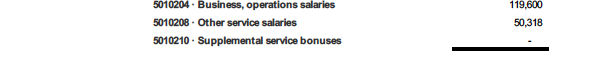 5010204 · Business, operations salaries 119,600
5010208 · Other service salaries 50,318
5010210 · Supplemental service bonuses -